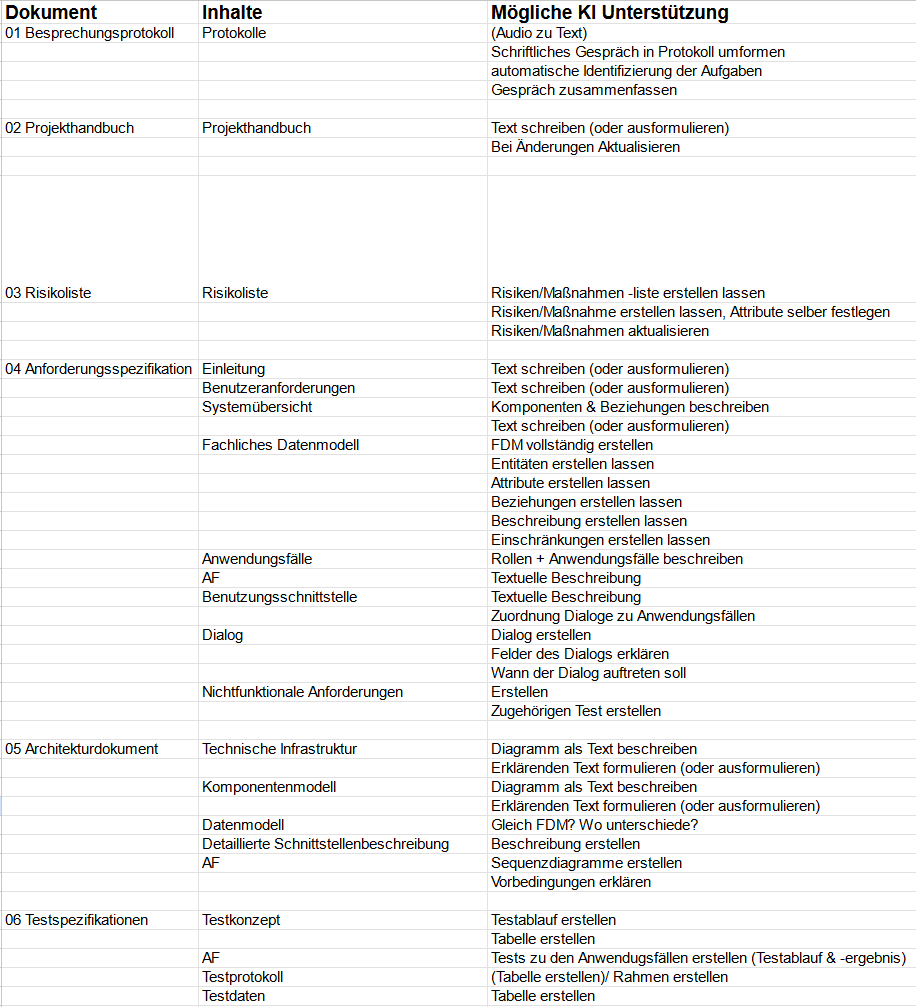 Dokument Inhalte Mögliche KI Unterstützung
01 Besprechungsprotokoll Protokolle (Audio zu Text)
Schriftliches Gespräch in Protokoll umformen
automatische Identifizierung der Aufgaben
Gespräch zusammenfassen
02 Projekthandbuch Projekthandbuch Text schreiben (oder ausformulieren)
Bei Änderungen Aktualisieren
03 Risikoliste Risikoliste Risiken/Maßnahmen -liste erstellen lassen
Risiken/Maßnahme erstellen lassen, Attribute selber festlegen
Risiken/Maßnahmen aktualisieren
04 Anforderungsspezifikation Einleitung Text schreiben (oder ausformulieren)
Benutzeranforderungen Text schreiben (oder ausformulieren)
Systemübersicht Komponenten & Beziehungen beschreiben
Text schreiben (oder ausformulieren)
Fachliches Datenmodell FDM vollständig erstellen
Entitäten erstellen lassen
Attribute erstellen lassen
Beziehungen erstellen lassen
Beschreibung erstellen lassen
Einschränkungen erstellen lassen
Anwendungsfälle Rollen + Anwendungsfälle beschreiben
AF Textuelle Beschreibung
Benutzungsschnittstelle Textuelle Beschreibung
Zuordnung Dialoge zu Anwendungsfällen
Dialog Dialog erstellen
Felder des Dialogs erklären
Wann der Dialog auftreten soll
Nichtfunktionale Anforderungen Erstellen
Zugehörigen Test erstellen
05 Architekturdokument Technische Infrastruktur Diagramm als Text beschreiben
Erklärenden Text formulieren (oder ausformulieren)
Komponentenmodell Diagramm als Text beschreiben
Erklärenden Text formulieren (oder ausformulieren)
Datenmodell Gleich FDM? Wo unterschiede?
Detaillierte Schnittstellenbeschreibung Beschreibung erstellen
AF Sequenzdiagramme erstellen
Vorbedingungen erklären
06 Testspezifikationen Testkonzept Testablauf erstellen
Tabelle erstellen
AF Tests zu den Anwendugsfällen erstellen (Testablauf & -ergebnis)
Testprotokoll (Tabelle erstellen)/ Rahmen erstellen
Testdaten Tabelle erstellen